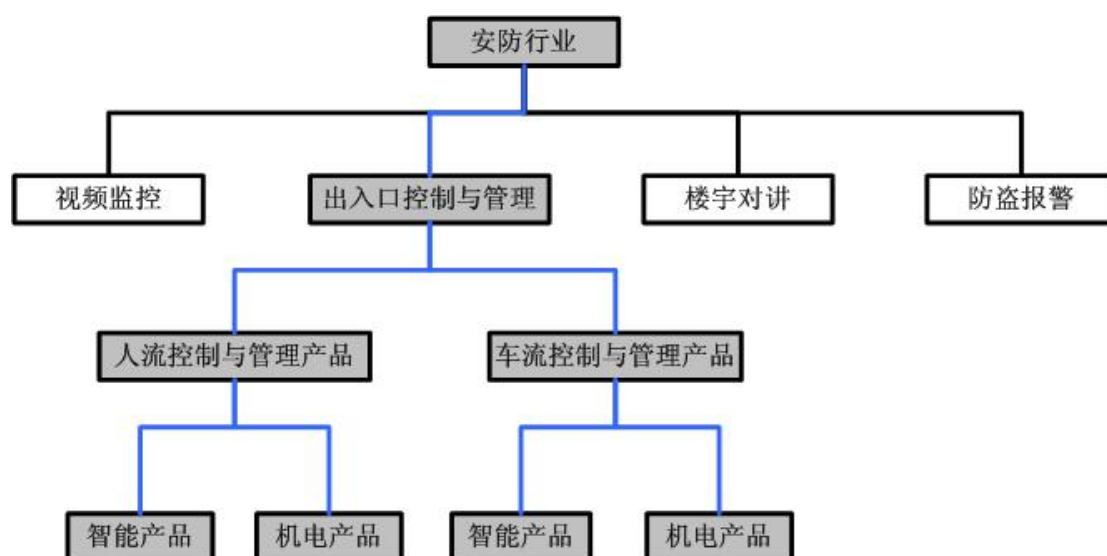 安防行业
视频监控
出入口控制与管理
楼宇对讲
防盗报警
人流控制与管理产品
车流控制与管理产品
智能产品
机电产品
智能产品
机电产品